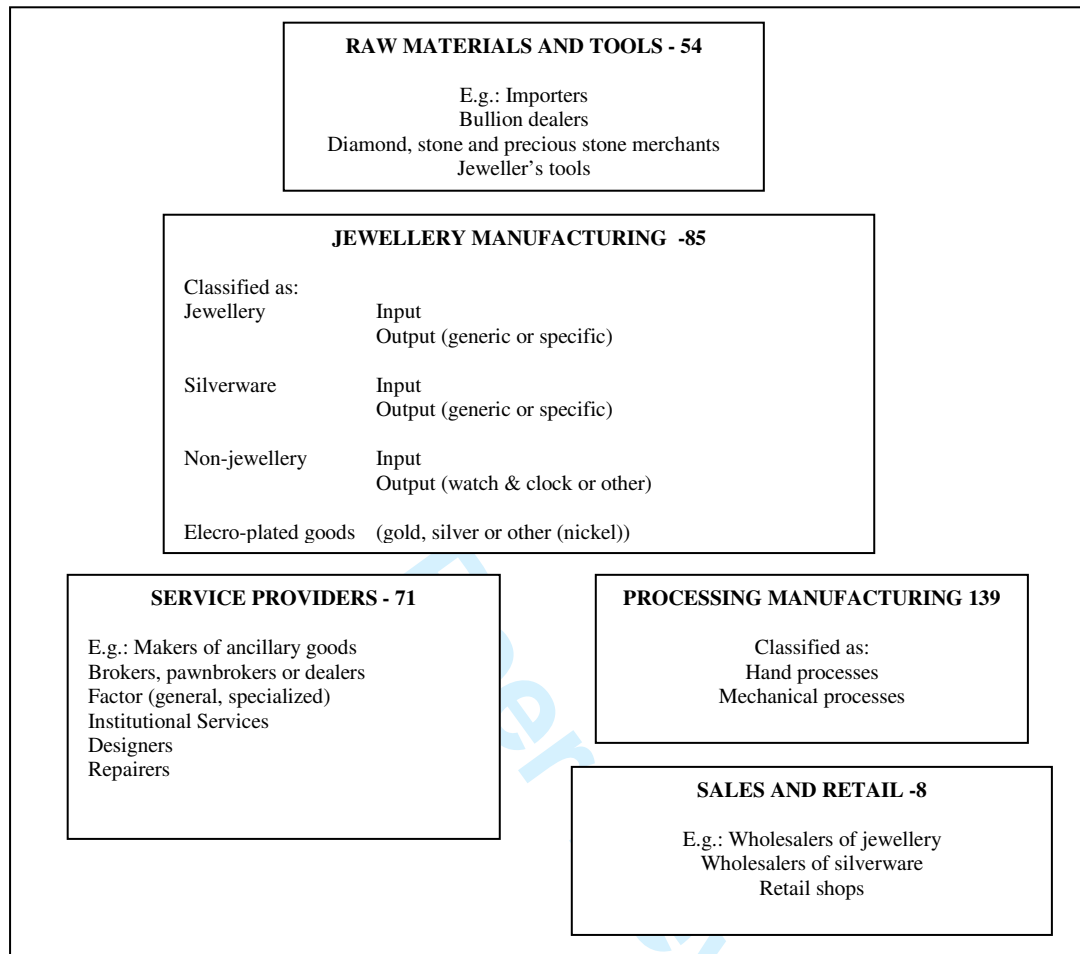 RAW MATERIALS AND TOOLS - 54
E.g.: Importers
Bullion dealers
Diamond, stone and precious stone merchants
Jeweller's tools
JEWELLERY MANUFACTURING -85
Classified as:
Jewellery Input
Output (generic or specific)
Silverware Input
Output (generic or specific)
Non-jewellery Input
Output (watch & clock or other)
Elecro-plated goods (gold, silver or other (nickel))
SERVICE PROVIDERS - 71
E.g.: Makers of ancillary goods
Brokers, pawnbrokers or dealers
Factor (general, specialized)
Institutional Services
Designers
Repairers
PROCESSING MANUFACTURING 139
Classified as:
Hand processes
Mechanical processes
SALES AND RETAIL -8
E.g.: Wholesalers of jewellery
Wholesalers of silverware
Retail shops